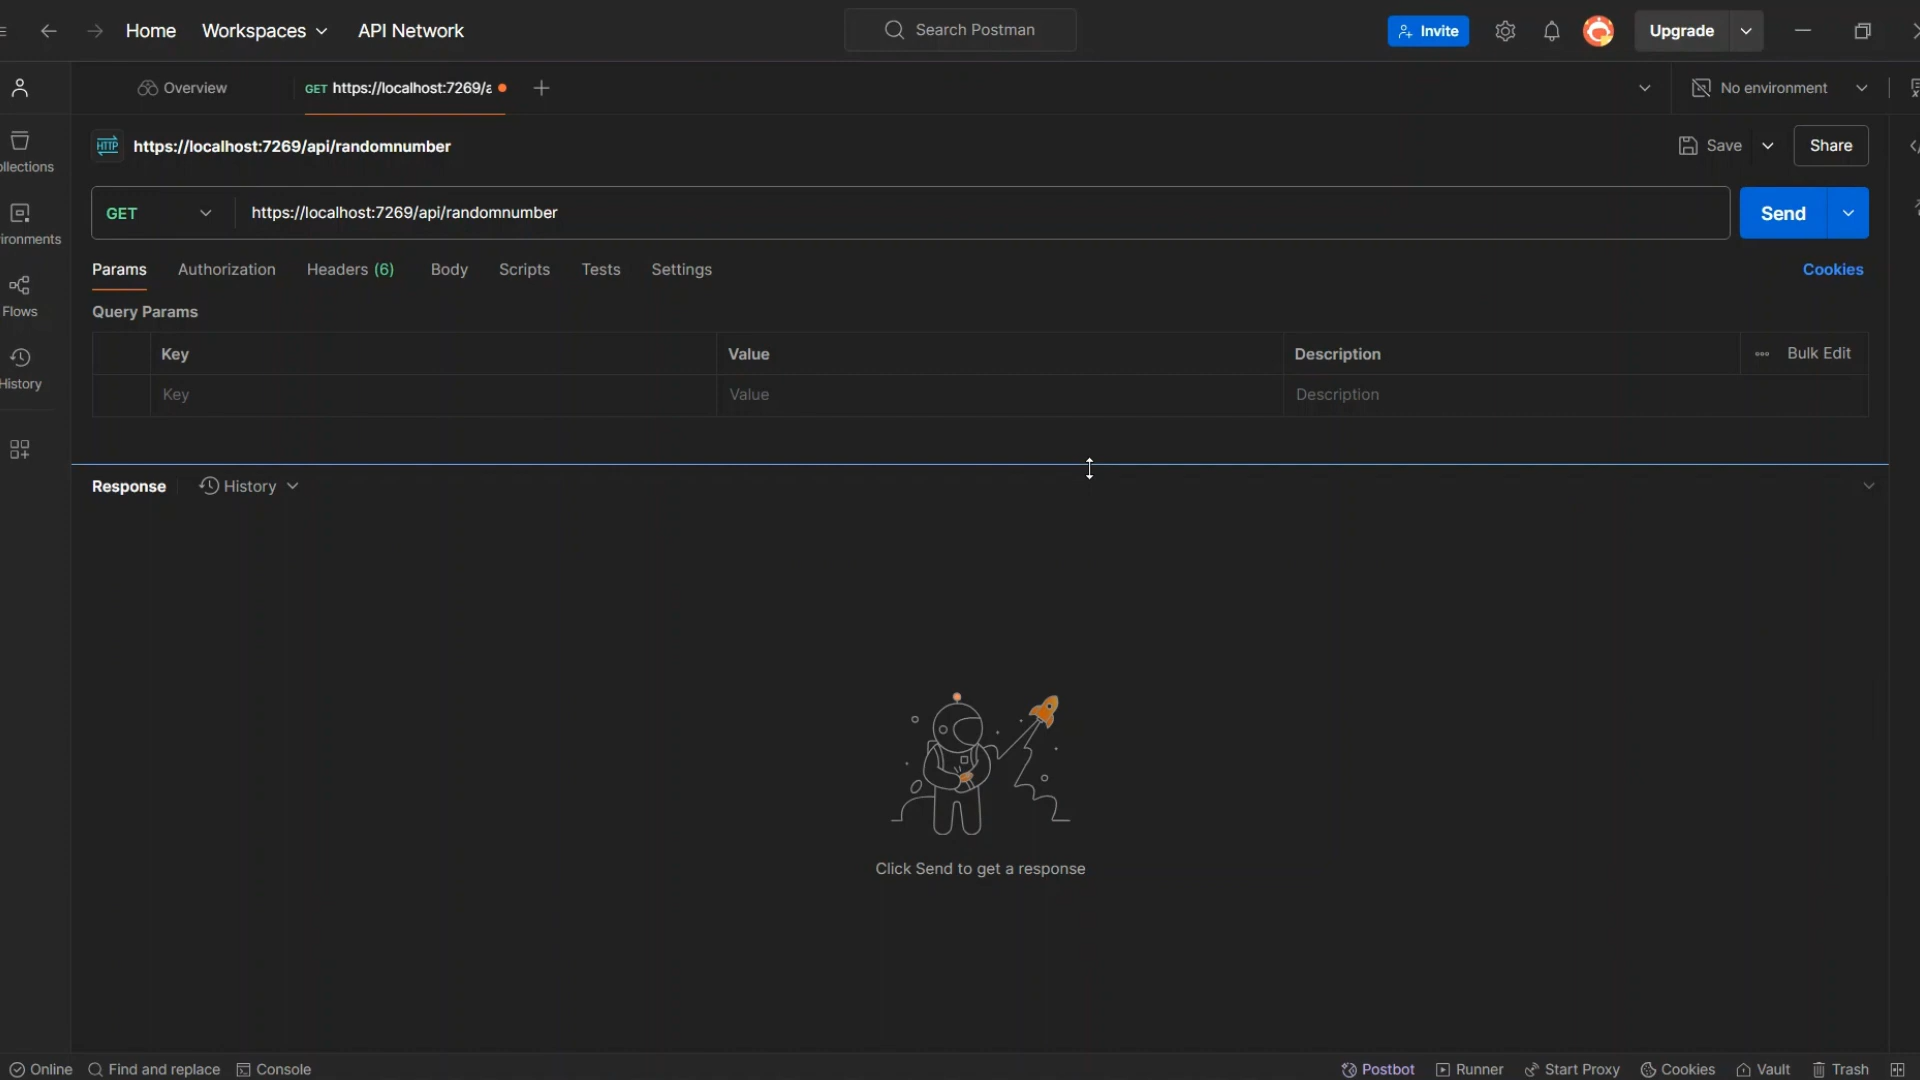 Home Workspaces API Network Search Postman Invite Upgrade
Overview GET https://localhost:7269/a No environment
HTTP https://localhost:7269/api/randomnumber Save Share
llections
GET https://localhost:7269/api/randomnumber Send
ironments
Params Authorization Headers (6) Body Scripts Tests Settings Cookies
Flows
Query Params
Key Value Description Bulk Edit
History
Key Value Description
Response History
Click Send to get a response
Online Find and replace Console Postbot Runner Start Proxy Cookies Vault Trash